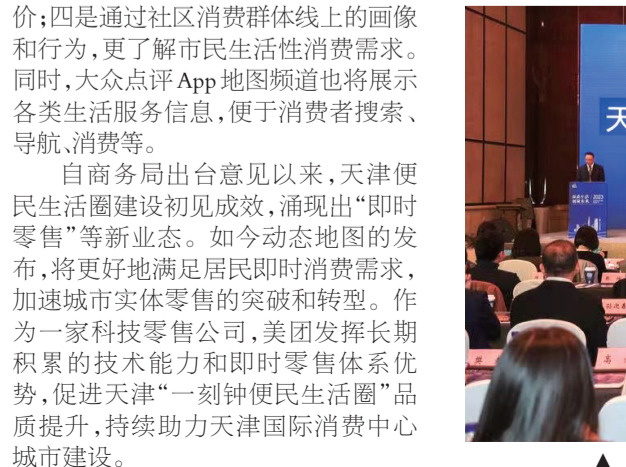 价;四是通过社区消费群体线上的画像
和行为,更了解市民生活性消费需求。
同时,大众点评App地图频道也将展示
各类生活服务信息,便于消费者搜索、
导航、消费等。
自商务局出台意见以来,天津便
民生活圈建设初见成效,涌现出“即时
零售”等新业态。如今动态地图的发
布,将更好地满足居民即时消费需求,
加速城市实体零售的突破和转型。作
为一家科技零售公司,美团发挥长期
积累的技术能力和即时零售体系优
势,促进天津“一刻钟便民生活圈”品
质提升,持续助力天津国际消费中心
城市建设。
天
2023